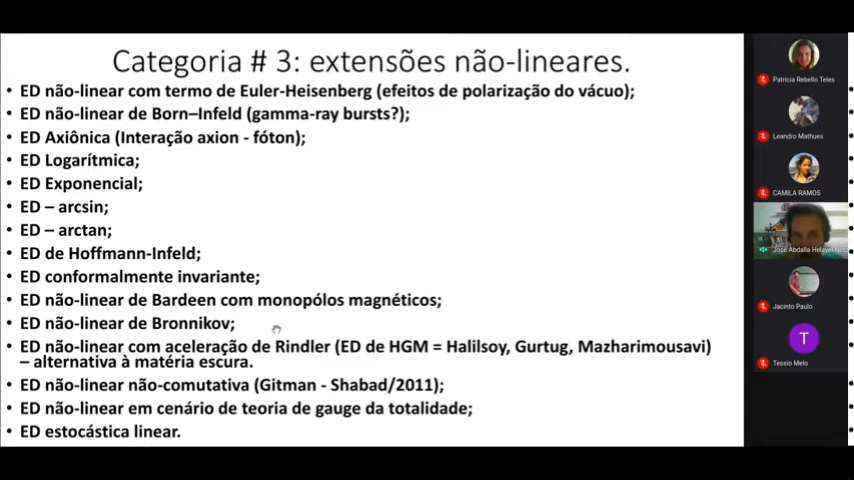 Categoria # 3: extensões não-lineares.
• ED não-linear com termo de Euler-Heisenberg (efeitos de polarização do vácuo);
• ED não-linear de Born–Infeld (gamma-ray bursts?);
• ED Axiônica (Interação axion - fóton);
• ED Logarítmica;
• ED Exponencial;
• ED – arcsin;
• ED – arctan;
• ED de Hoffmann-Infeld;
• ED conformalmente invariante;
• ED não-linear de Bardeen com monopólos magnéticos;
• ED não-linear de Bronnikov;
• ED não-linear com aceleração de Rindler (ED de HGM = Halilsoy, Gurtug, Mazharimousavi)
– alternativa à matéria escura.
• ED não-linear não-comutativa (Gitman - Shabad/2011);
• ED não-linear em cenário de teoria de gauge da totalidade;
• ED estocástica linear.
Patricia Rebello Teles
Leandro Mathues
CAMILA RAMOS
José Abdalla Helayël-Neto
Jacinto Paulo
T
Tessio Melo